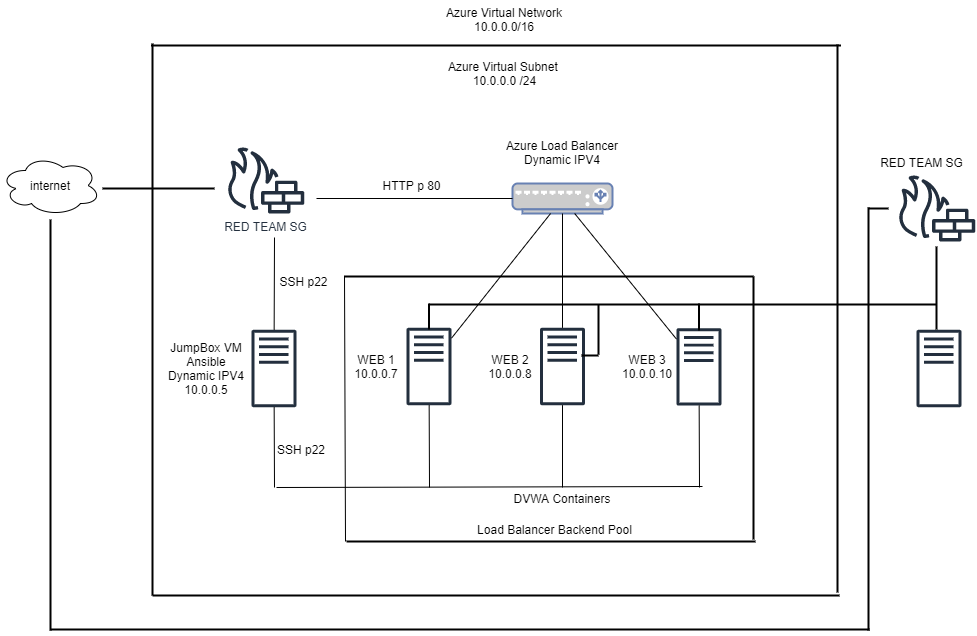 Azure Virtual Network
10.0.0.0/16
Azure Virtual Subnet
10.0.0.0 /24
Azure Load Balancer
Dynamic IPV4
RED TEAM SG
internet
HTTP p 80
RED TEAM SG
SSH p22
JumpBox VM
Ansible
Dynamic IPV4
10.0.0.5
WEB 1
10.0.0.7
WEB 2
10.0.0.8
WEB 3
10.0.0.10
SSH p22
DVWA Containers
Load Balancer Backend Pool